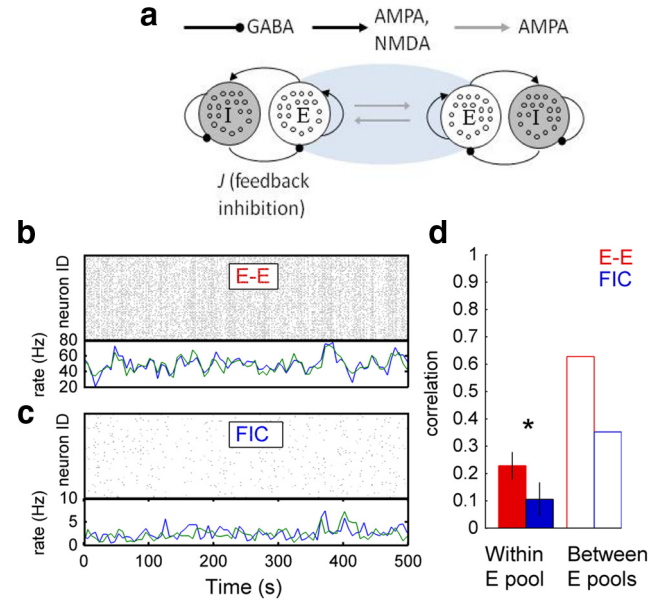 a
GABA
AMPA,
NMDA
AMPA
I
E
E
I
J (feedback
inhibition)
b
neuron ID
E-E
rate (Hz)
80
60
40
20
c
neuron ID
FIC
rate (Hz)
10
5
0
0
100
200
300
400
500
Time (s)
d
E-E
FIC
correlation
1
0.9
0.8
0.7
0.6
0.5
0.4
0.3
0.2
0.1
0
*
Within
E pool
Between
E pools